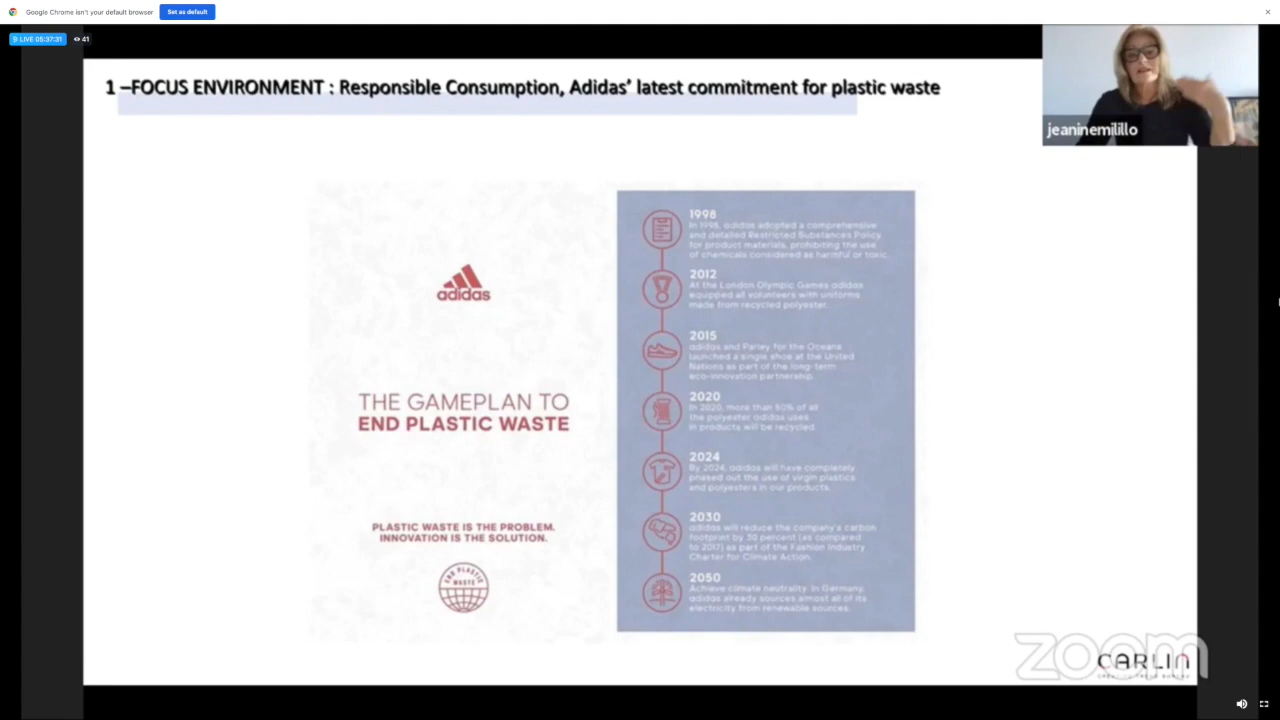 Google Chrome isn't your default browser
Set as default
LIVE 05:37:31
41
1 –FOCUS ENVIRONMENT : Responsible Consumption, Adidas' latest commitment for plastic waste
jeaninemilillo
adidas
THE GAMEPLAN TO
END PLASTIC WASTE
PLASTIC WASTE IS THE PROBLEM.
INNOVATION IS THE SOLUTION.
END PLASTIC
WASTE
1998
In 1998, adidas adopted a comprehensive
and detailed Restricted Substances Policy
for product materials, prohibiting the use
of chemicals considered as harmful or toxic.
2012
At the London Olympic Games adidas
equipped all volunteers with uniforms
made from recycled polyester.
2015
adidas and Parley for the Oceans
launched a single shoe at the United
Nations as part of the long-term
eco-innovation partnership.
2020
In 2020, more than 50% of all
the polyester adidas uses
in products will be recycled.
2024
By 2024, adidas will have completely
phased out the use of virgin plastics
and polyesters in our products.
2030
adidas will reduce the company's carbon
footprint by 30 percent (as compared
to 2017) as part of the Fashion Industry
Charter for Climate Action.
2050
Achieve climate neutrality. In Germany,
adidas already sources almost all of its
electricity from renewable sources.
zoom
CARLIN